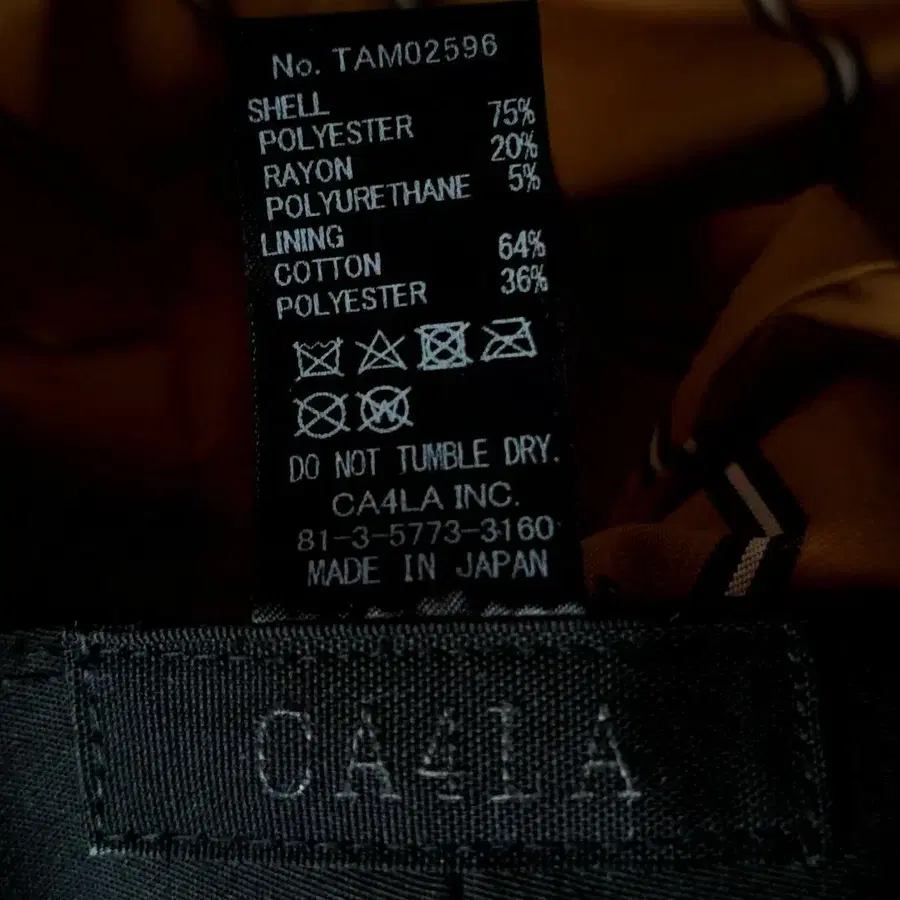 No. TAM02596
SHELL
POLYESTER 75%
RAYON 20%
POLYURETHANE 5%
LINING
COTTON 64%
POLYESTER 36%
W
DO NOT TUMBLE DRY.
CA4LA INC.
81-3-5773-3160
MADE IN JAPAN
CA4LA